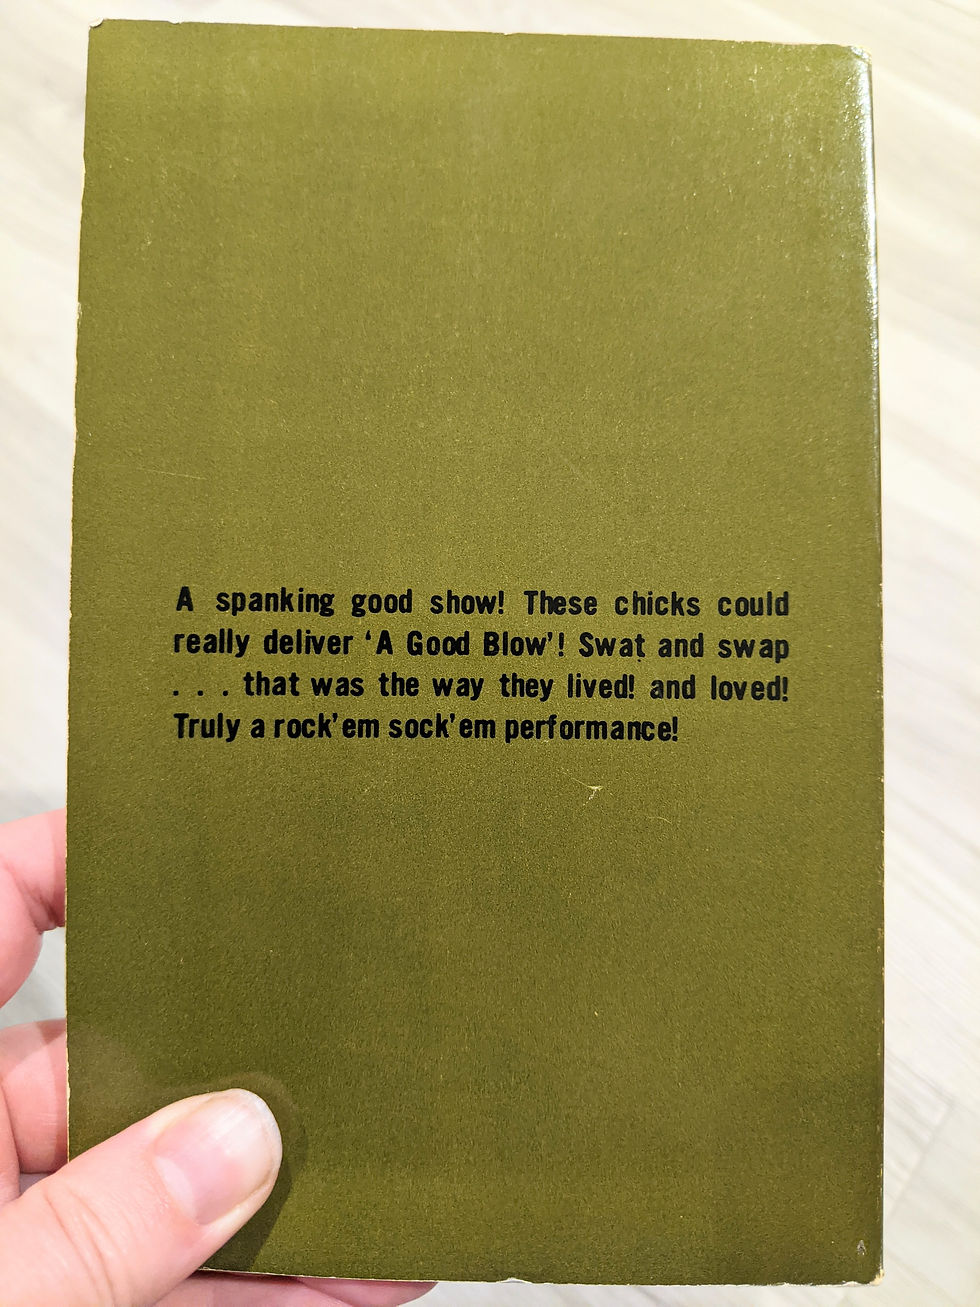 A spanking good show! These chicks could
really deliver 'A Good Blow'! Swat and swap
. . . that was the way they lived! and loved!
Truly a rock'em sock'em performance!